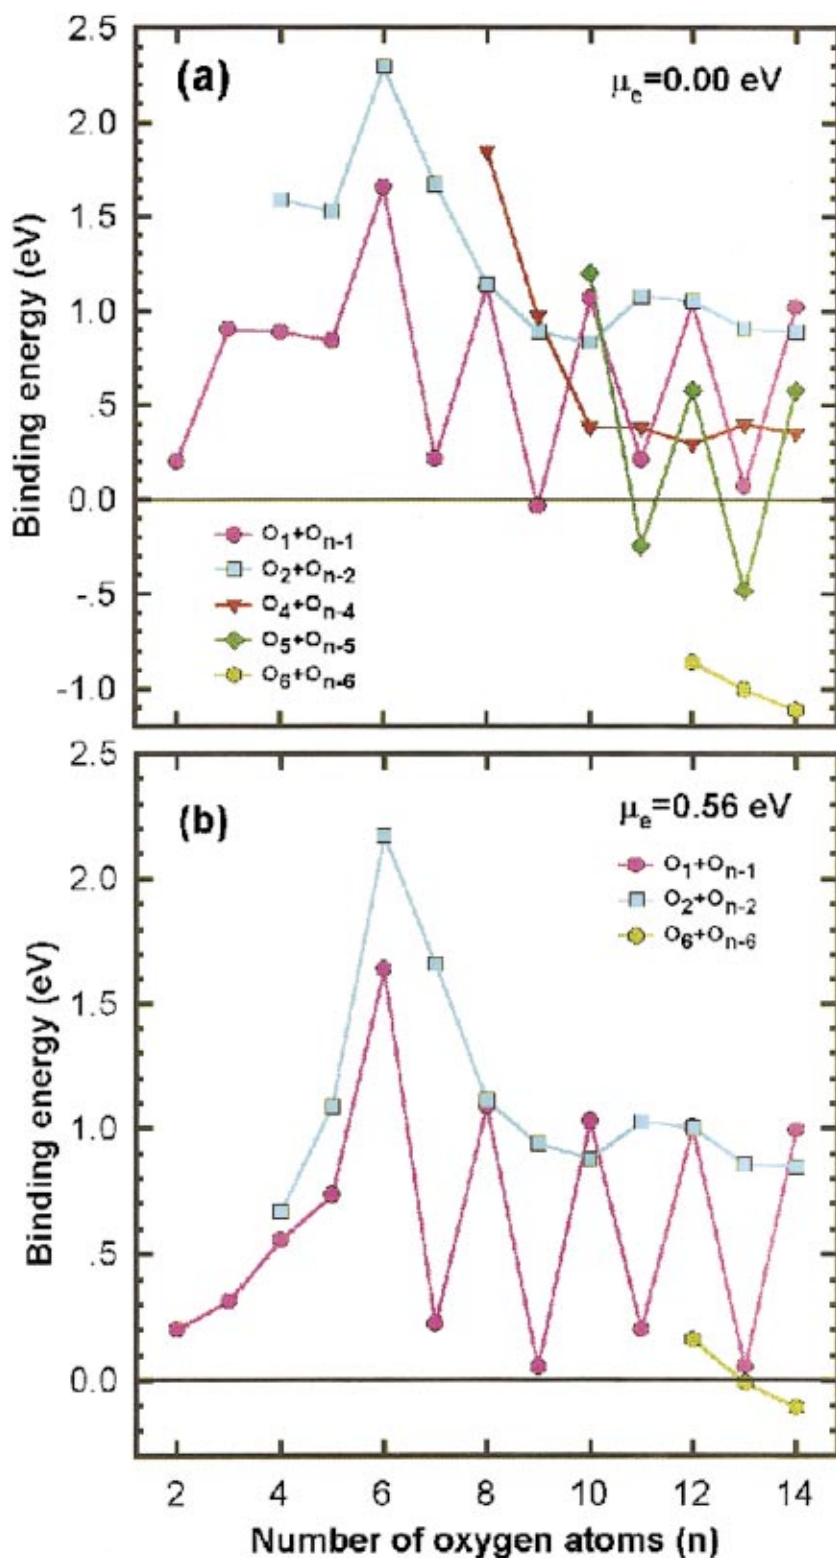 2.5
(a)
μe=0.00 eV
2.0
1.5
1.0
.5
0.0
-.5
-1.0
Binding energy (eV)
O1+On-1
O2+On-2
O4+On-4
O5+On-5
O6+On-6
2.5
(b)
μe=0.56 eV
2.0
1.5
1.0
.5
0.0
Binding energy (eV)
O1+On-1
O2+On-2
O6+On-6
2 4 6 8 10 12 14
Number of oxygen atoms (n)